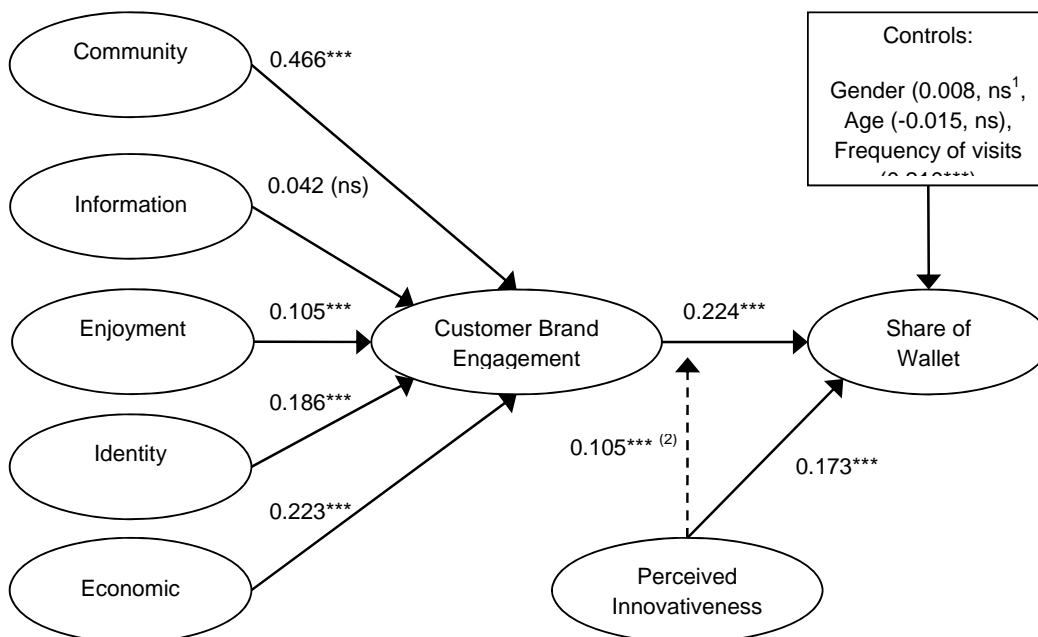 Community
0.466***
Controls:
Gender (0.008, ns1,
Age (-0.015, ns),
Frequency of visits
Information
0.042 (ns)
Enjoyment
0.105***
Customer Brand
Engagement
0.224***
Share of
Wallet
Identity
0.186***
0.105*** (2)
0.173***
Economic
0.223***
Perceived
Innovativeness